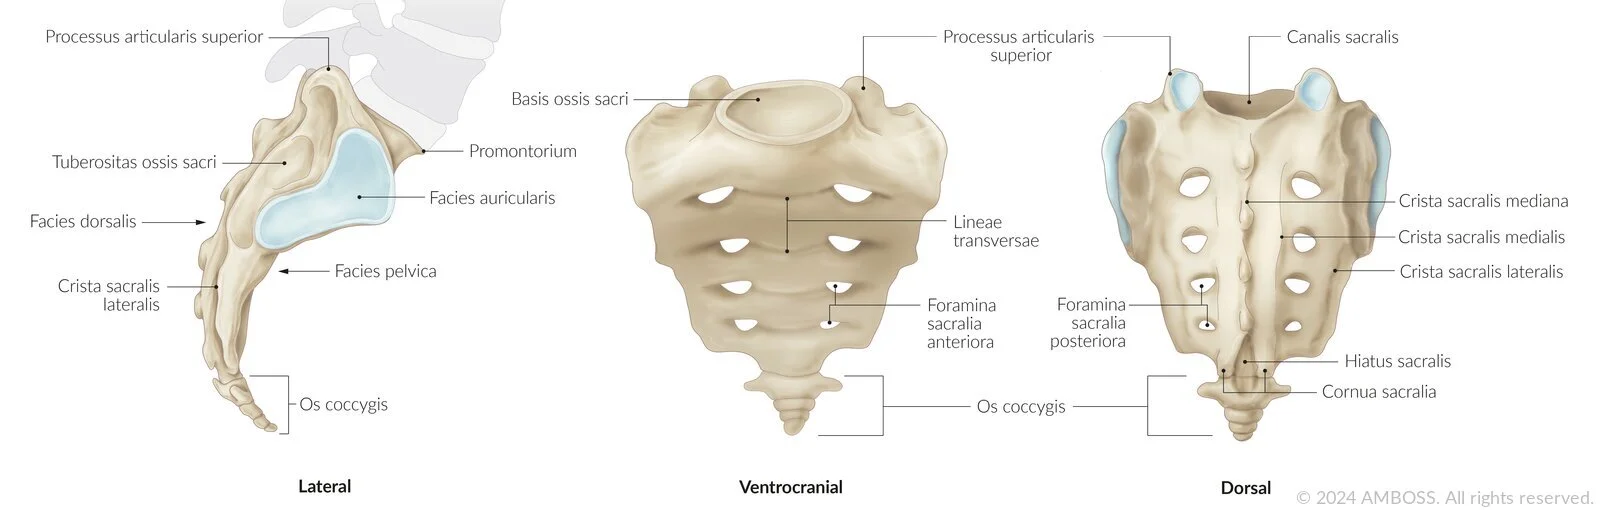 Processus articularis superior
Tuberositas ossis sacri
Facies dorsalis
Crista sacralis
lateralis
Promontorium
Facies auricularis
Facies pelvica
Os coccygis
Lateral
Basis ossis sacri
Processus articularis
superior
Lineae
transversae
Foramina
sacralia
anteriora
Os coccygis
Ventrocranial
Canalis sacralis
Crista sacralis mediana
Crista sacralis medialis
Crista sacralis lateralis
Foramina
sacralia
posteriora
Hiatus sacralis
Cornua sacralia
Dorsal
© 2024 AMBOSS. All rights reserved.